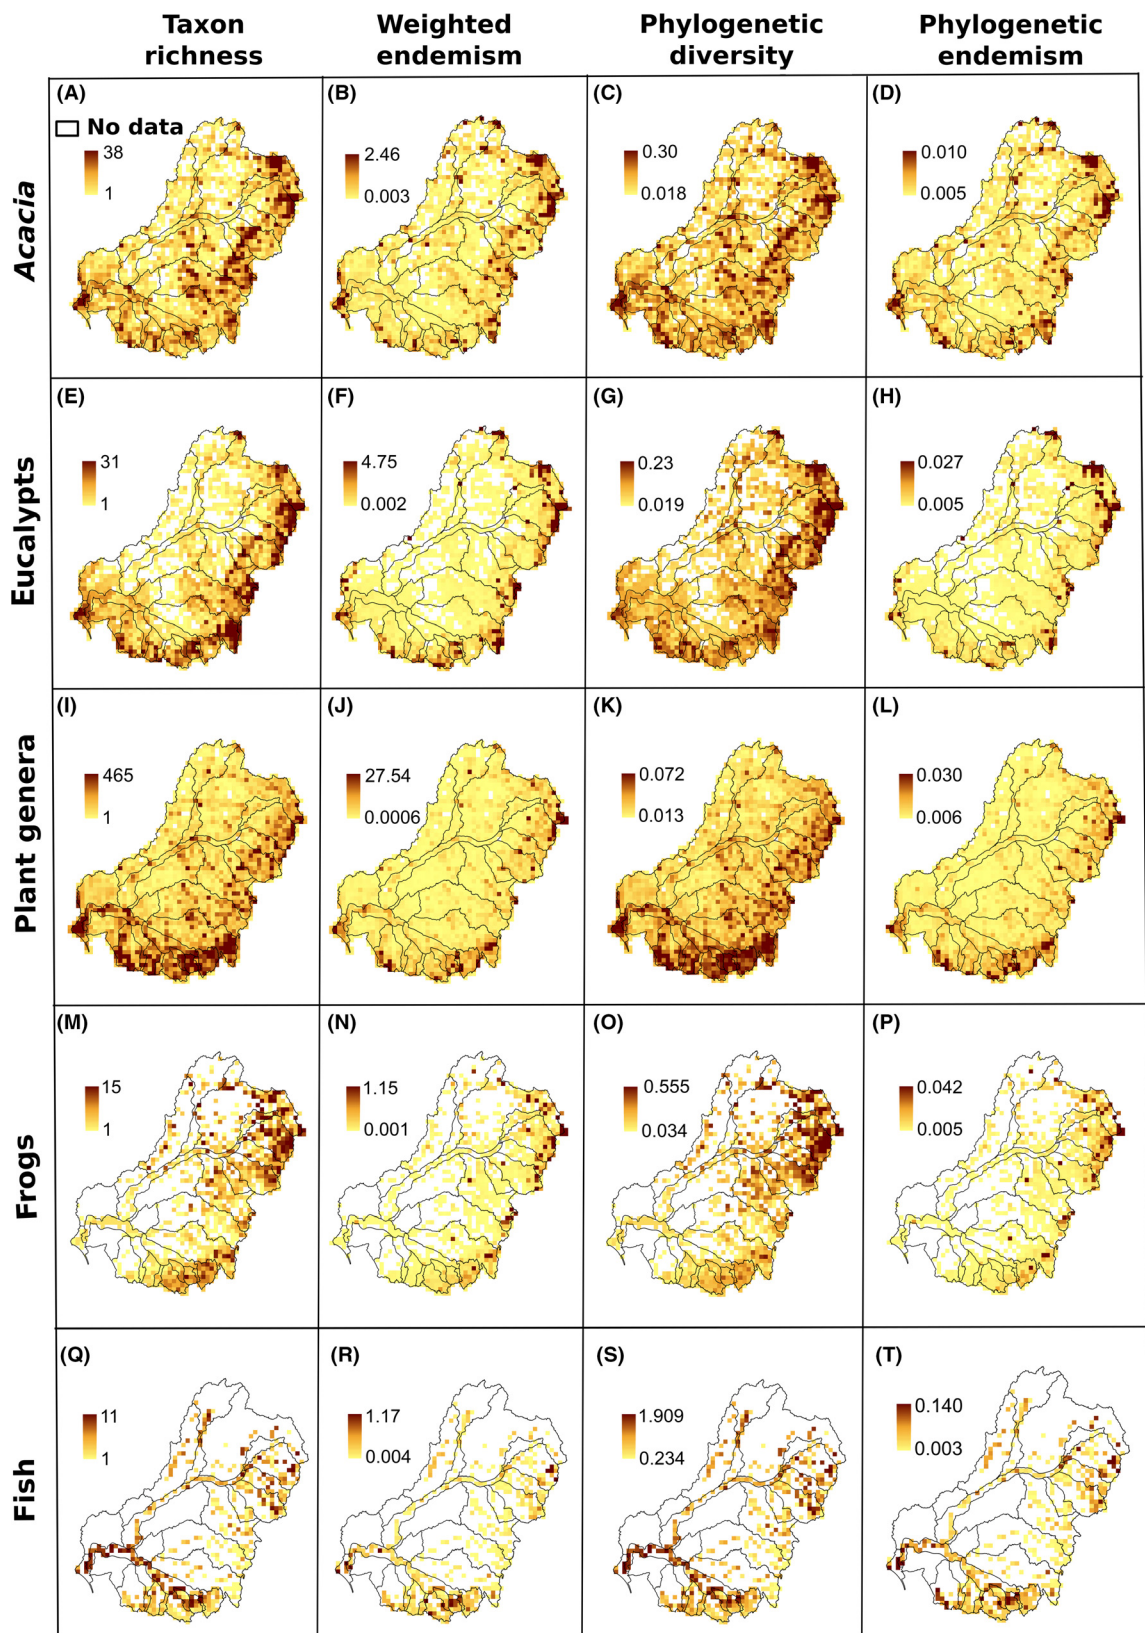 Taxon richness
Weighted endemism
Phylogenetic diversity
Phylogenetic endemism
Acacia
(A)
No data
38
1
(B)
2.46
0.003
(C)
0.30
0.018
(D)
0.010
0.005
Eucalypts
(E)
31
1
(F)
4.75
0.002
(G)
0.23
0.019
(H)
0.027
0.005
Plant genera
(I)
465
1
(J)
27.54
0.0006
(K)
0.072
0.013
(L)
0.030
0.006
Frogs
(M)
15
1
(N)
1.15
0.001
(O)
0.555
0.034
(P)
0.042
0.005
Fish
(Q)
11
1
(R)
1.17
0.004
(S)
1.909
0.234
(T)
0.140
0.003